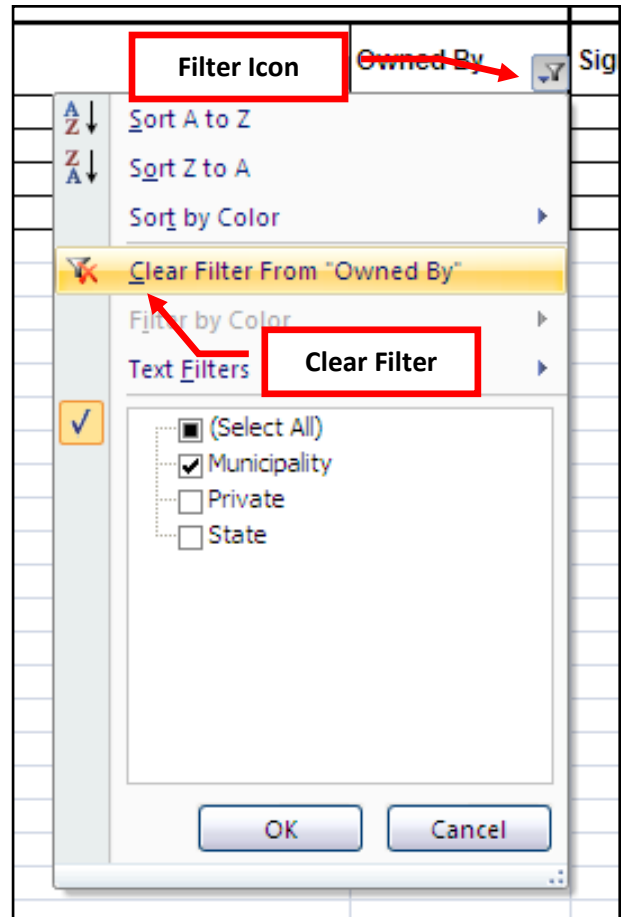 Filter Icon
Owned By
Sig
Sort A to Z
Sort Z to A
Sort by Color
Clear Filter From "Owned By"
Filter by Color
Clear Filter
Text Filters
(Select All)
Municipality
Private
State
OK
Cancel